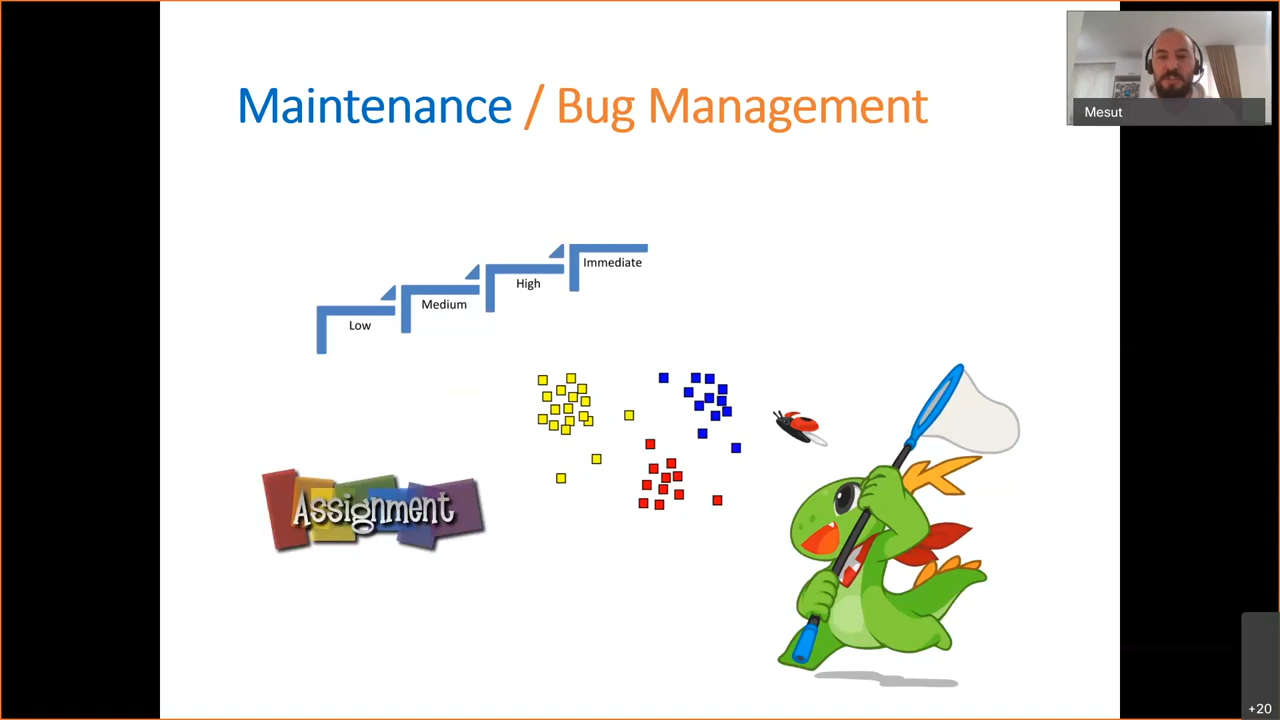 Maintenance / Bug Management
Mesut
Immediate
High
Medium
Low
Assignment
+20